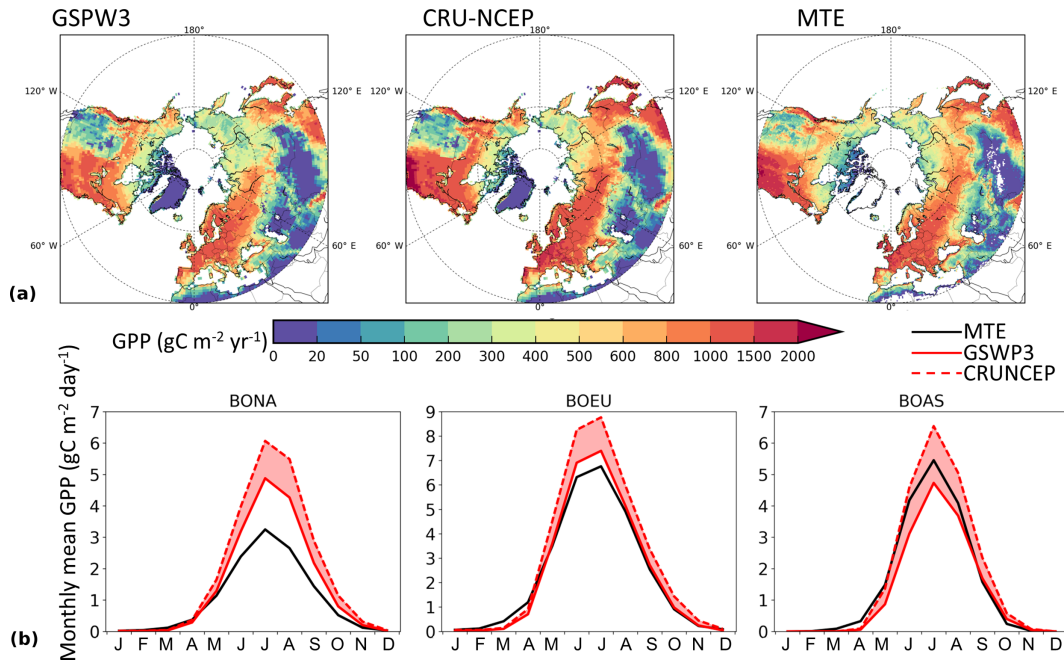 GSPW3 CRU-NCEP MTE
180° 180° 180°
120° W 120° E 120° W 120° E 120° W 120° E
60° W 60° E 60° W 60° E 60° W 60° E
0° 0° 0°
(a)
GPP (gC m⁻² yr⁻¹)
0 20 50 100 200 300 400 500 600 800 1000 1500 2000
MTE
GSWP3
CRUNCEP
Monthly mean GPP (gC m⁻² day⁻¹)
BONA BOEU BOAS
7 6 5 4 3 2 1 0
J F M A M J J A S O N D
9 8 7 6 5 4 3 2 1 0
J F M A M J J A S O N D
7 6 5 4 3 2 1 0
J F M A M J J A S O N D
(b)